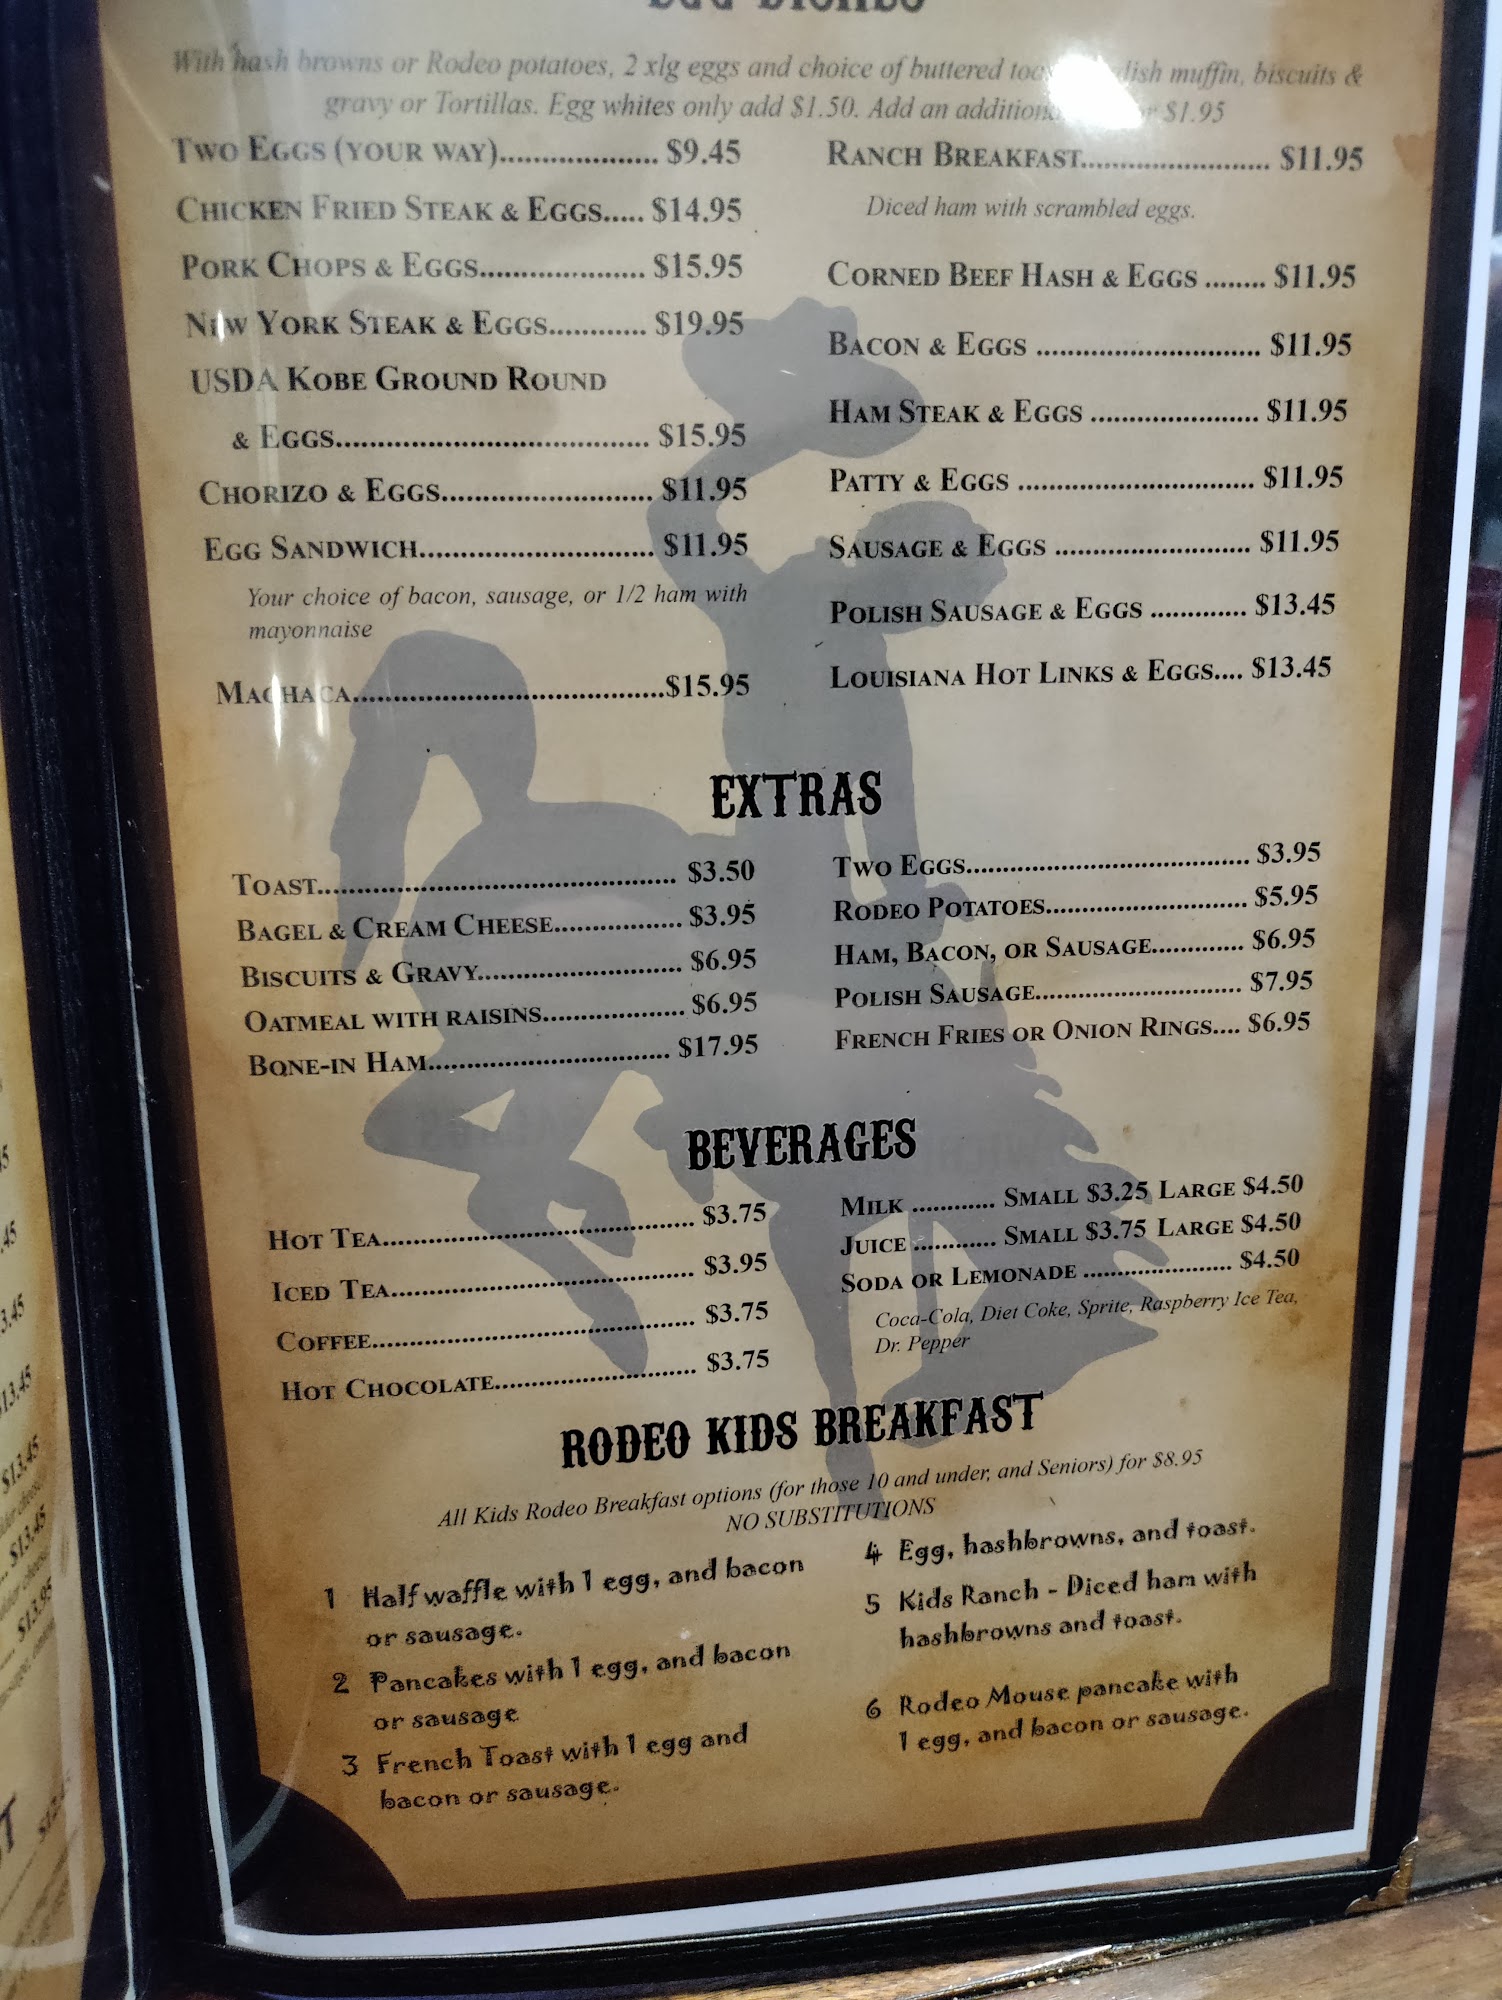 EGG DISHES
With hash browns or Rodeo potatoes, 2 xlg eggs and choice of buttered muffin, biscuits &
gravy or Tortillas. Egg whites only add $1.50. Add an $1.95
TWO EGGS (YOUR WAY)................... $9.45
CHICKEN FRIED STEAK & EGGS..... $14.95
PORK CHOPS & EGGS.................... $15.95
NEW YORK STEAK & EGGS............ $19.95
USDA KOBE GROUND ROUND
& EGGS...................................... $15.95
CHORIZO & EGGS.......................... $11.95
EGG SANDWICH............................. $11.95
Your choice of bacon, sausage, or 1/2 ham with
mayonnaise
MACHACA.......................................$15.95
RANCH BREAKFAST......................... $11.95
Diced ham with scrambled eggs.
CORNED BEEF HASH & EGGS ........ $11.95
BACON & EGGS .............................. $11.95
HAM STEAK & EGGS ...................... $11.95
PATTY & EGGS ................................ $11.95
SAUSAGE & EGGS .......................... $11.95
POLISH SAUSAGE & EGGS ............. $13.45
LOUISIANA HOT LINKS & EGGS.... $13.45
EXTRAS
TOAST................................................ $3.50
BAGEL & CREAM CHEESE.................. $3.95
BISCUITS & GRAVY............................ $6.95
OATMEAL WITH RAISINS.................... $6.95
BONE-IN HAM.................................. $17.95
TWO EGGS....................................... $3.95
RODEO POTATOES............................ $5.95
HAM, BACON, OR SAUSAGE............. $6.95
POLISH SAUSAGE............................. $7.95
FRENCH FRIES OR ONION RINGS.... $6.95
BEVERAGES
HOT TEA.......................................... $3.75
ICED TEA......................................... $3.95
COFFEE............................................ $3.75
HOT CHOCOLATE............................ $3.75
MILK ............ SMALL $3.25 LARGE $4.50
JUICE ............ SMALL $3.75 LARGE $4.50
SODA OR LEMONADE ...................... $4.50
Coca-Cola, Diet Coke, Sprite, Raspberry Ice Tea,
Dr. Pepper
RODEO KIDS BREAKFAST
All Kids Rodeo Breakfast options (for those 10 and under, and Seniors) for $8.95
NO SUBSTITUTIONS
1 Half waffle with 1 egg, and bacon
or sausage.
2 Pancakes with 1 egg, and bacon
or sausage
3 French Toast with 1 egg and
bacon or sausage.
4 Egg, hashbrowns, and toast.
5 Kids Ranch - Diced ham with
hashbrowns and toast.
6 Rodeo Mouse pancake with
1 egg, and bacon or sausage.